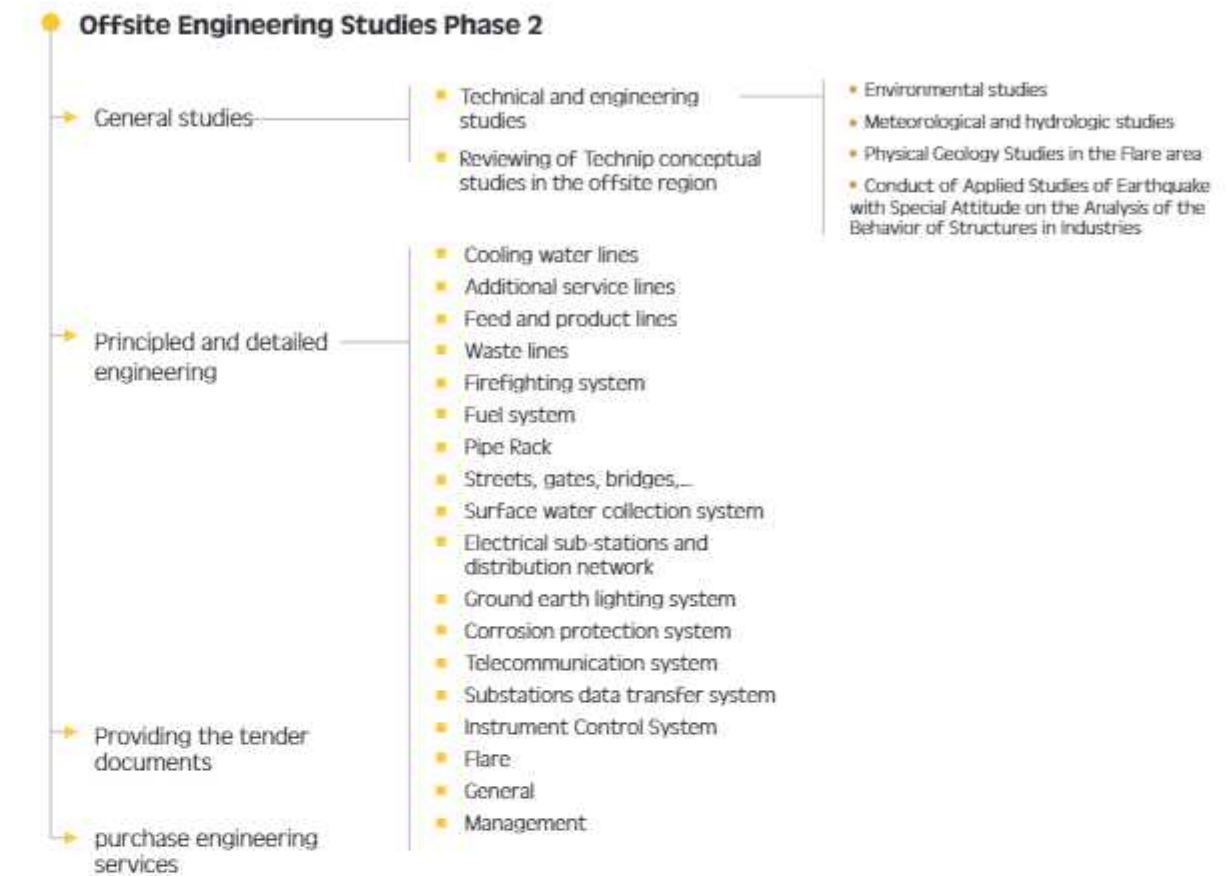 Offsite Engineering Studies Phase 2
General studies
Technical and engineering
studies
Reviewing of Technip conceptual
studies in the offsite region
Environmental studies
Meteorological and hydrologic studies
Physical Geology Studies in the Flare area
Conduct of Applied Studies of Earthquake
with Special Attitude on the Analysis of the
Behavior of Structures in Industries
Principled and detailed
engineering
Cooling water lines
Additional service lines
Feed and product lines
Waste lines
Firefighting system
Fuel system
Pipe Rack
Streets, gates, bridges,...
Surface water collection system
Electrical sub-stations and
distribution network
Ground earth lighting system
Corrosion protection system
Telecommunication system
Substations data transfer system
Instrument Control System
Flare
General
Management
Providing the tender
documents
purchase engineering
services